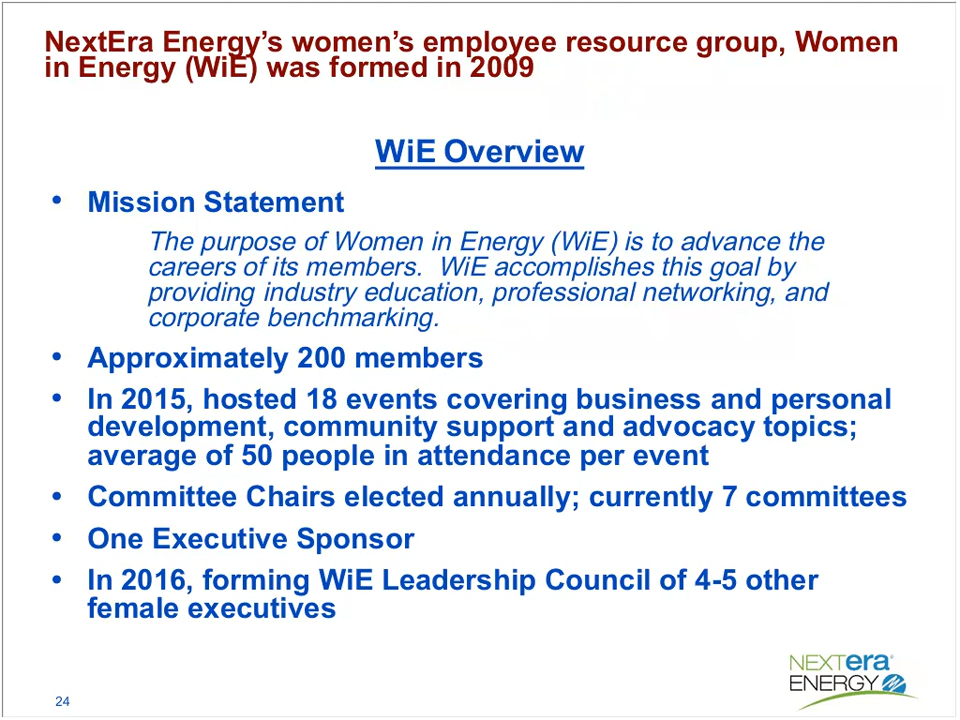 NextEra Energy’s women’s employee resource group, Women
in Energy (WiE) was formed in 2009
WiE Overview
• Mission Statement
The purpose of Women in Energy (WiE) is to advance the
careers of its members.  WiE accomplishes this goal by
providing industry education, professional networking, and
corporate benchmarking.
• Approximately 200 members
• In 2015, hosted 18 events covering business and personal
development, community support and advocacy topics;
average of 50 people in attendance per event
• Committee Chairs elected annually; currently 7 committees
• One Executive Sponsor
• In 2016, forming WiE Leadership Council of 4-5 other
female executives
NEXTera
ENERGY
24